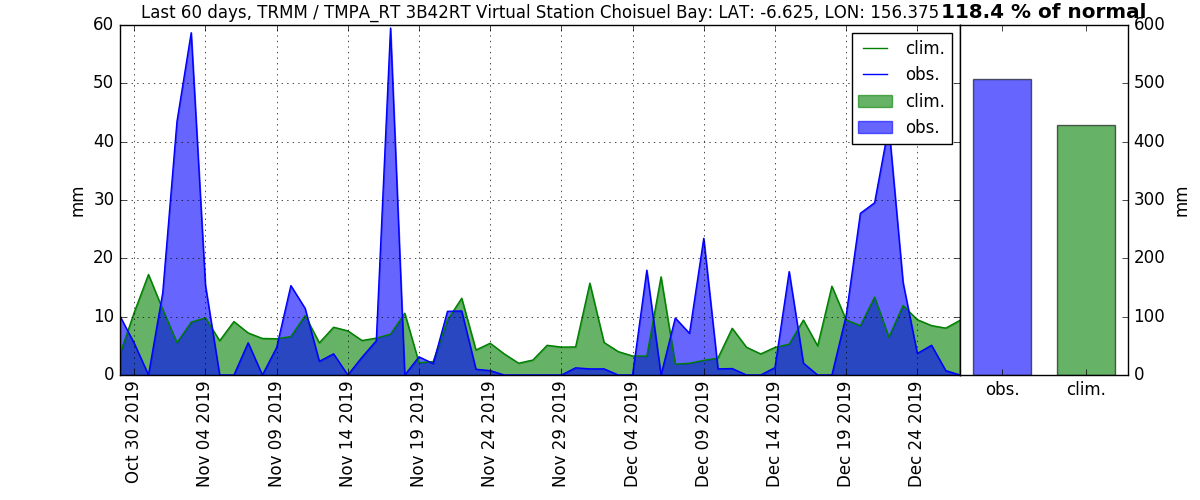 Last 60 days, TRMM / TMPA_RT 3B42RT Virtual Station Choisuel Bay: LAT: -6.625, LON: 156.375
118.4 % of normal
60
50
40
30
20
10
0
mm
clim.
obs.
clim.
obs.
Oct 30 2019
Nov 04 2019
Nov 09 2019
Nov 14 2019
Nov 19 2019
Nov 24 2019
Nov 29 2019
Dec 04 2019
Dec 09 2019
Dec 14 2019
Dec 19 2019
Dec 24 2019
600
500
400
300
200
100
0
mm
obs.
clim.